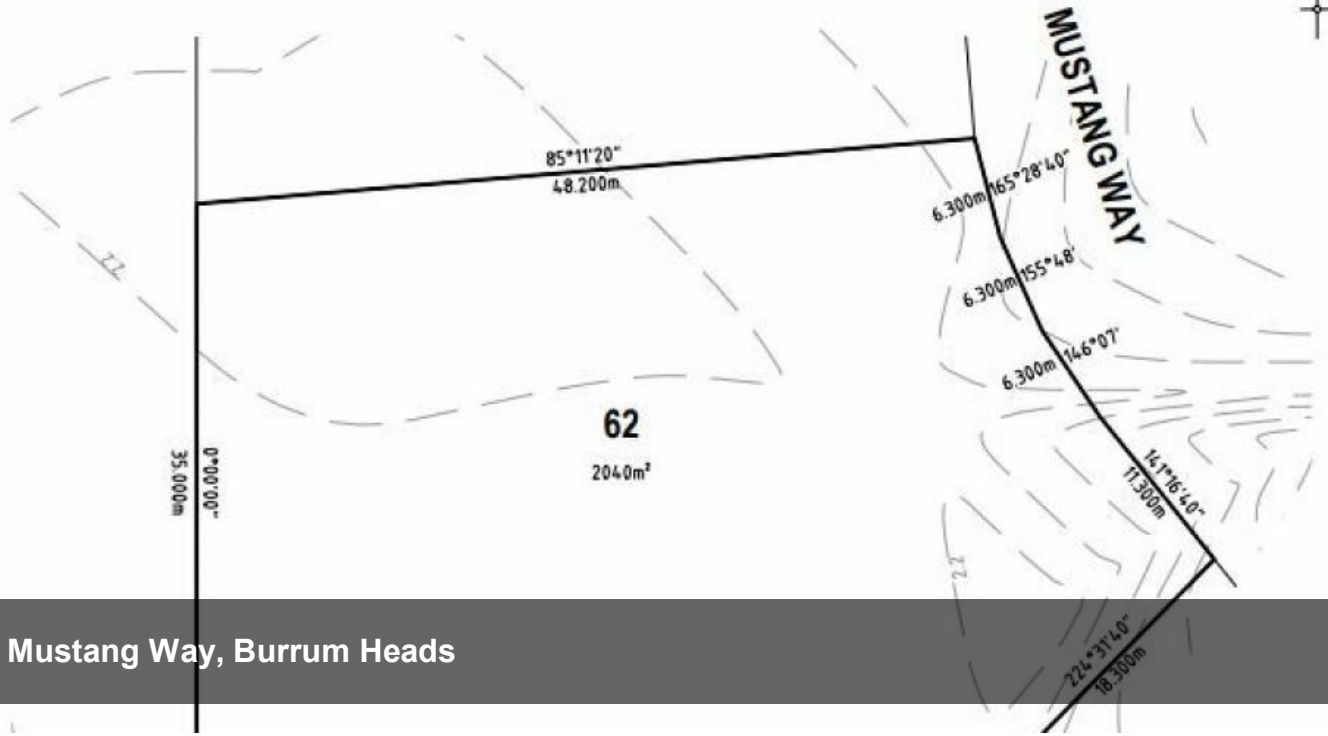 MUSTANG WAY
85°11'20"
48.200m
6.300m 165°28'40"
22
6.300m 155°48'
6.300m 146°07'
62
2040m²
0°00'00"
35.000m
141°16'40"
11.300m
22
Mustang Way, Burrum Heads
224°31'40"
18.300m